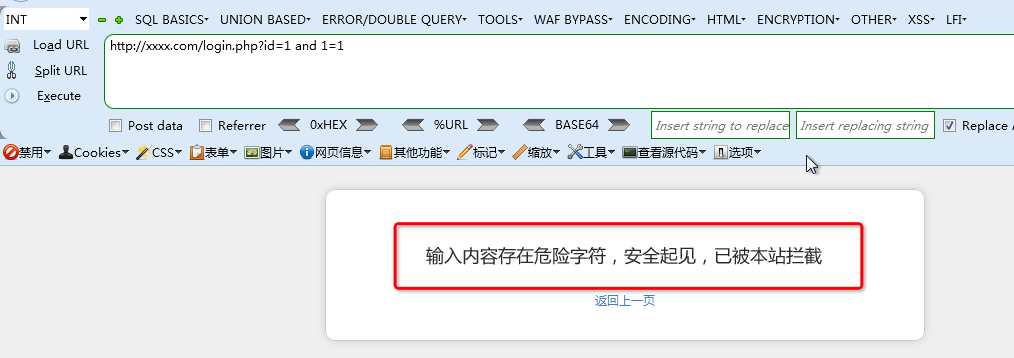 INT SQL BASICS UNION BASED ERROR/DOUBLE QUERY TOOLS WAF BYPASS ENCODING HTML ENCRYPTION OTHER XSS LFI
Load URL http://xxxx.com/login.php?id=1 and 1=1
Split URL
Execute
Post data Referrer 0xHEX %URL BASE64 Insert string to replace Insert replacing string Replace A
禁用 Cookies CSS 表单 图片 网页信息 其他功能 标记 缩放 工具 查看源代码 选项
输入内容存在危险字符，安全起见，已被本站拦截
返回上一页